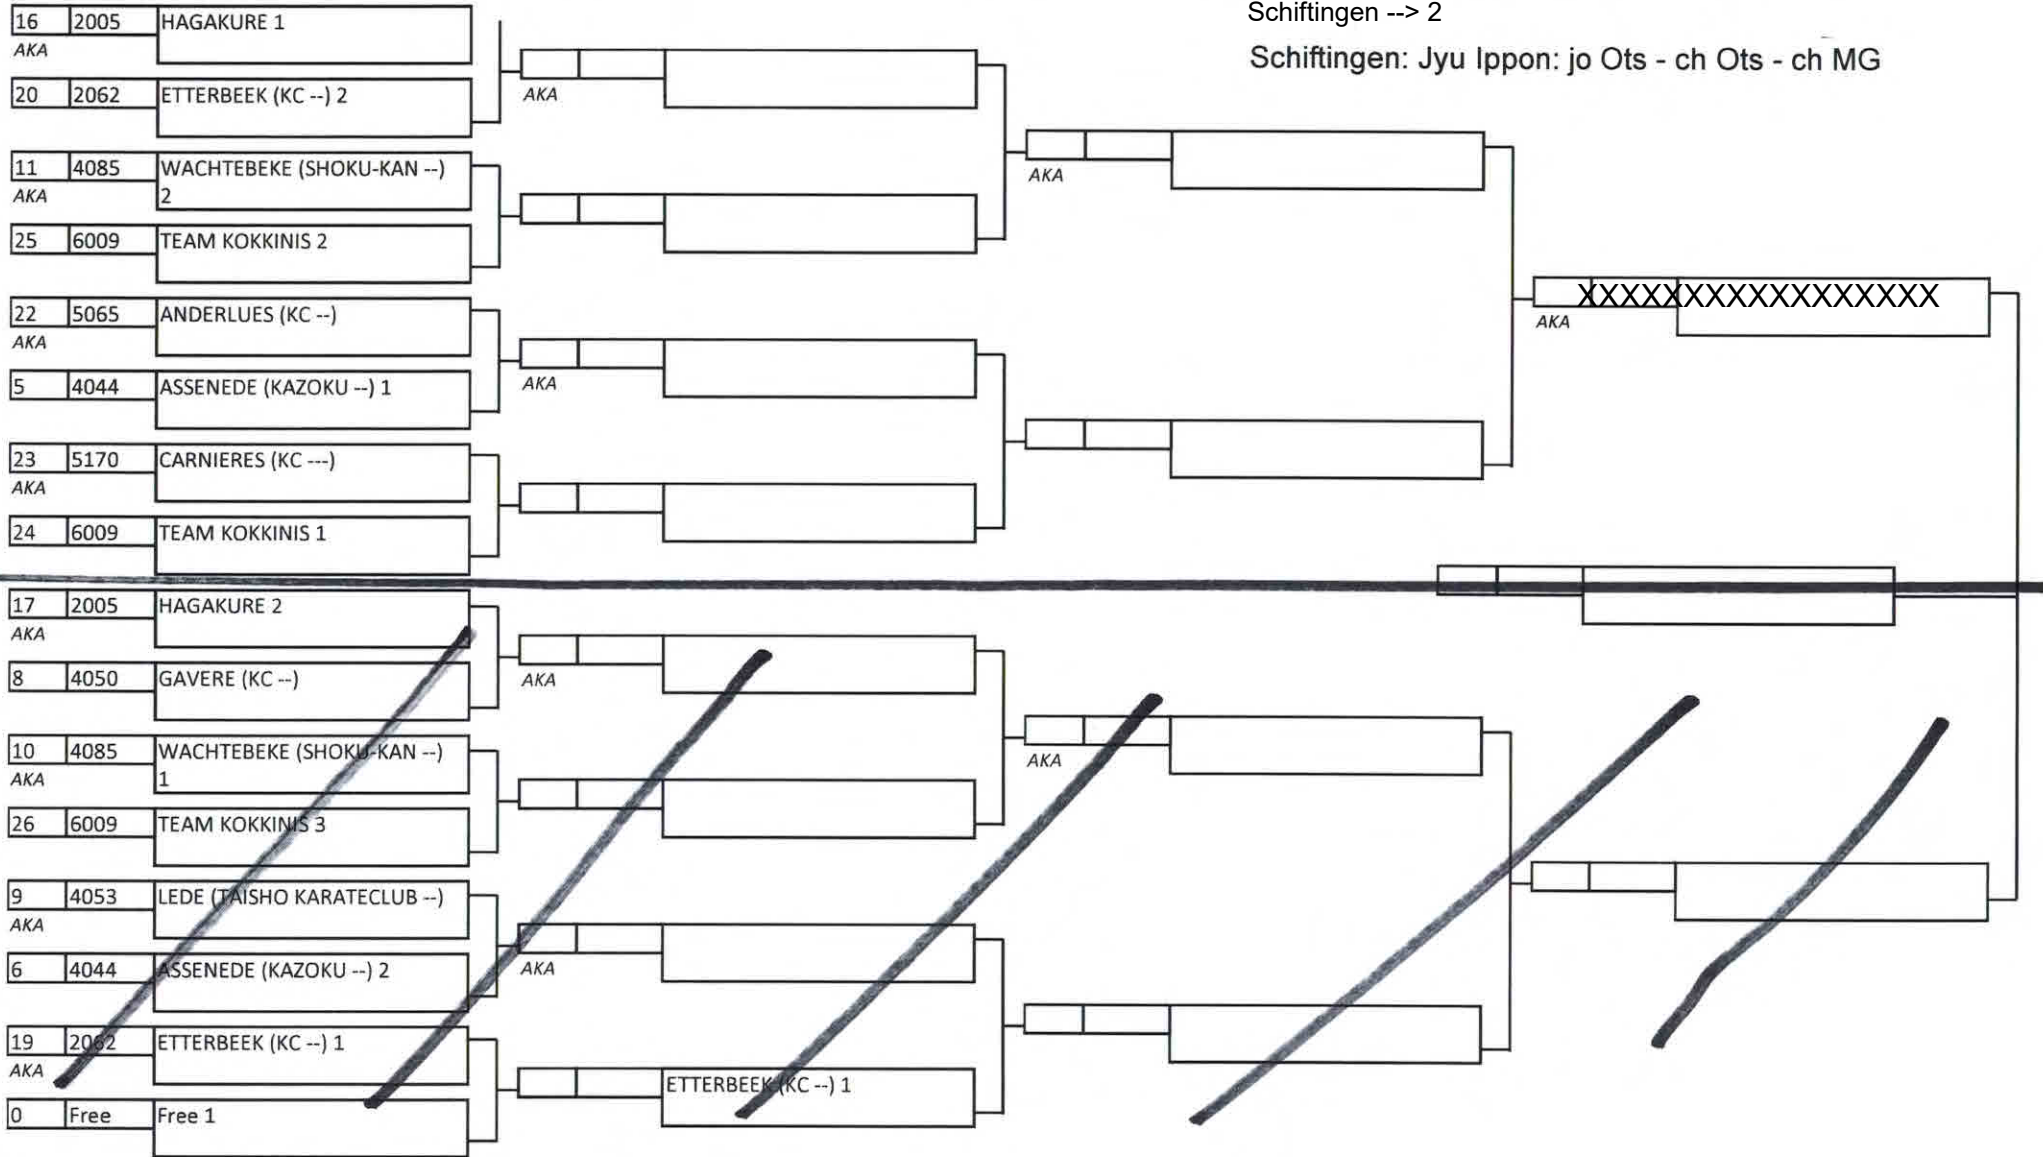 Schiftingen --> 2
Schiftingen: Jyu Ippon: jo Ots - ch Ots - ch MG
16 2005 HAGAKURE 1
AKA
20 2062 ETTERBEEK (KC --) 2
AKA
11 4085 WACHTEBEKE (SHOKU-KAN --)
AKA 2
AKA
25 6009 TEAM KOKKINIS 2
22 5065 ANDERLUES (KC --)
XXXXXXXXXXXXXXXXX
AKA
AKA
5 4044 ASSENEDE (KAZOKU --) 1
AKA
23 5170 CARNIERES (KC ---)
AKA
24 6009 TEAM KOKKINIS 1
17 2005 HAGAKURE 2
AKA
8 4050 GAVERE (KC --)
AKA
10 4085 WACHTEBEKE (SHOKU-KAN --)
AKA 1
AKA
26 6009 TEAM KOKKINIS 3
9 4053 LEDE (TAISHO KARATECLUB --)
AKA
6 4044 ASSENEDE (KAZOKU --) 2
AKA
19 2062 ETTERBEEK (KC --) 1
AKA
ETTERBEEK (KC --) 1
0 Free Free 1